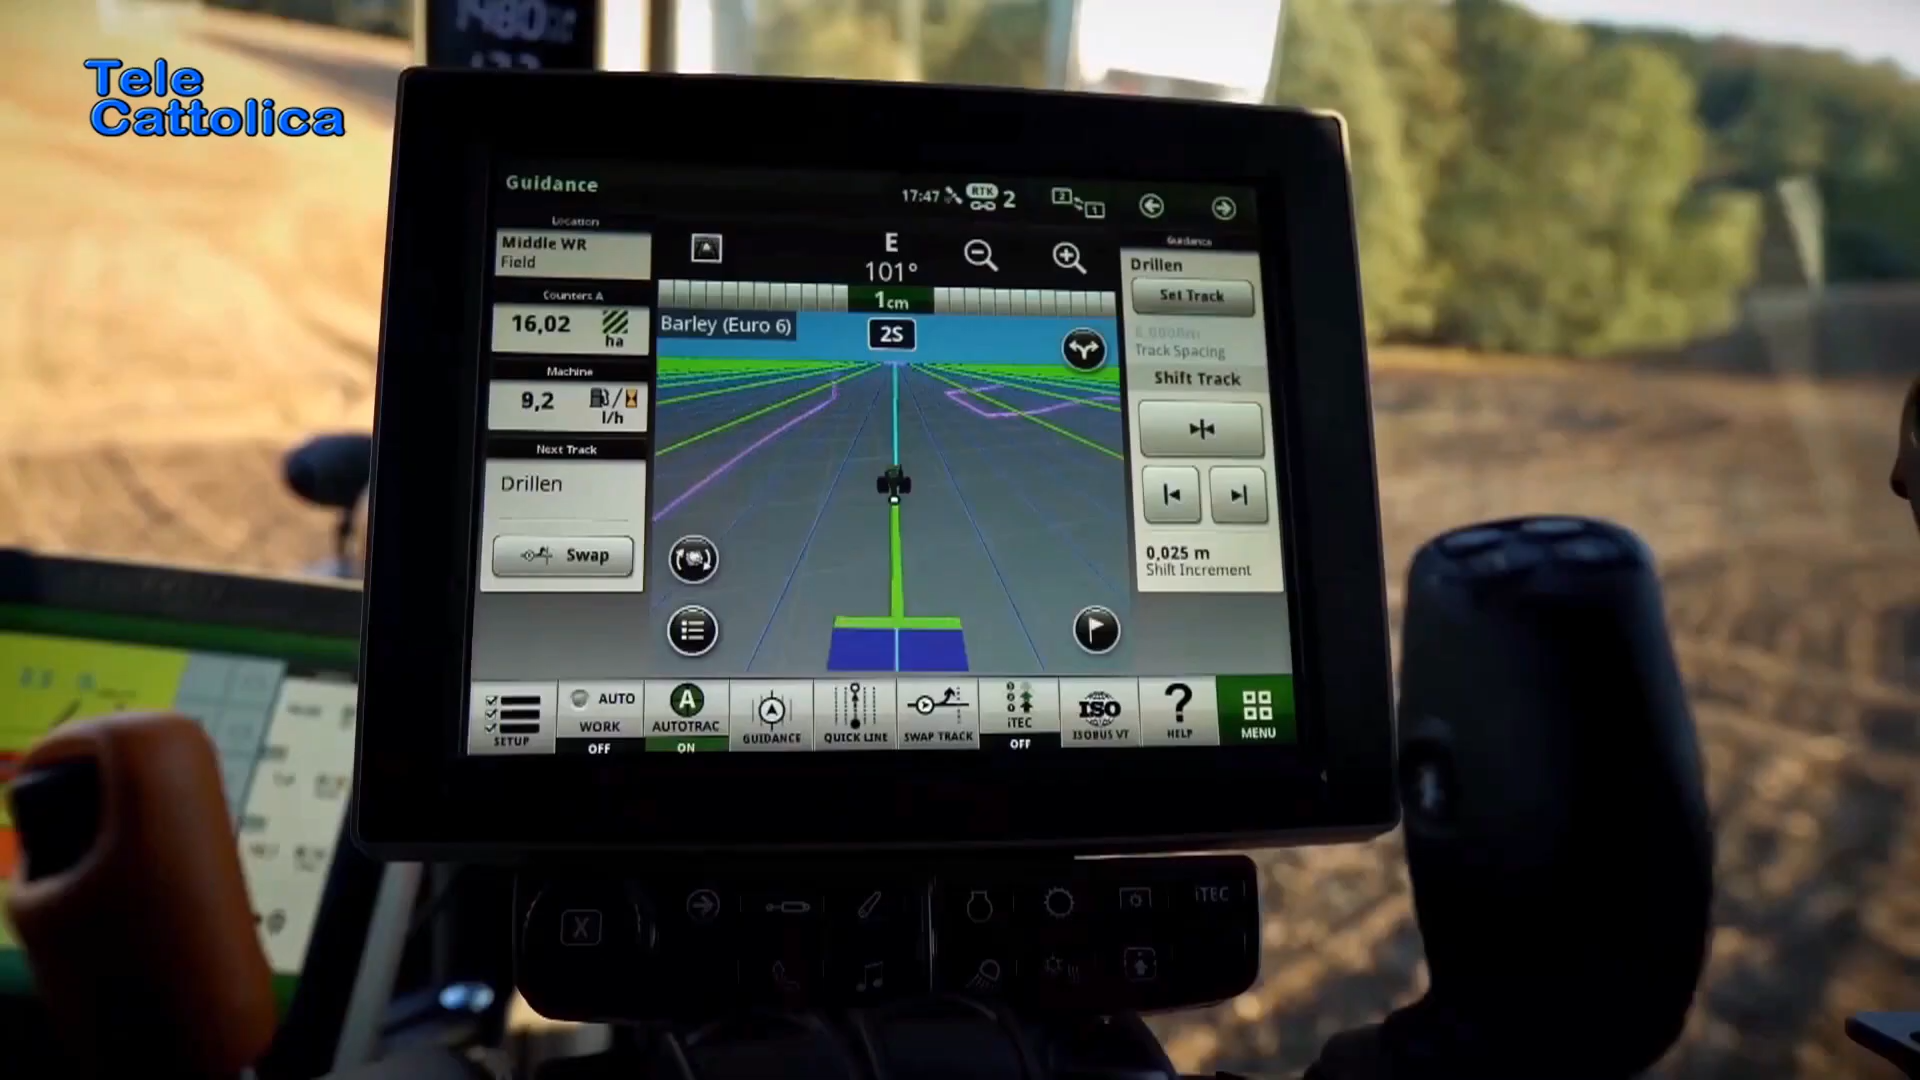 Tele
Cattolica
1480
Guidance
17:47
RTK
2
2
1
Location
Middle WR
Field
E
101°
1cm
Guidance
Drillen
Set Track
Track Spacing
Counters A
16,02
ha
Barley (Euro 6)
2S
Machine
9,2
l/h
Shift Track
Next Track
Drillen
Swap
0,025 m
Shift Increment
SETUP
AUTO
WORK
OFF
A
AUTOTRAC
ON
GUIDANCE
QUICK LINE
SWAP TRACK
iTEC
OFF
ISO
ISOBUS VT
?
HELP
MENU
X
iTEC